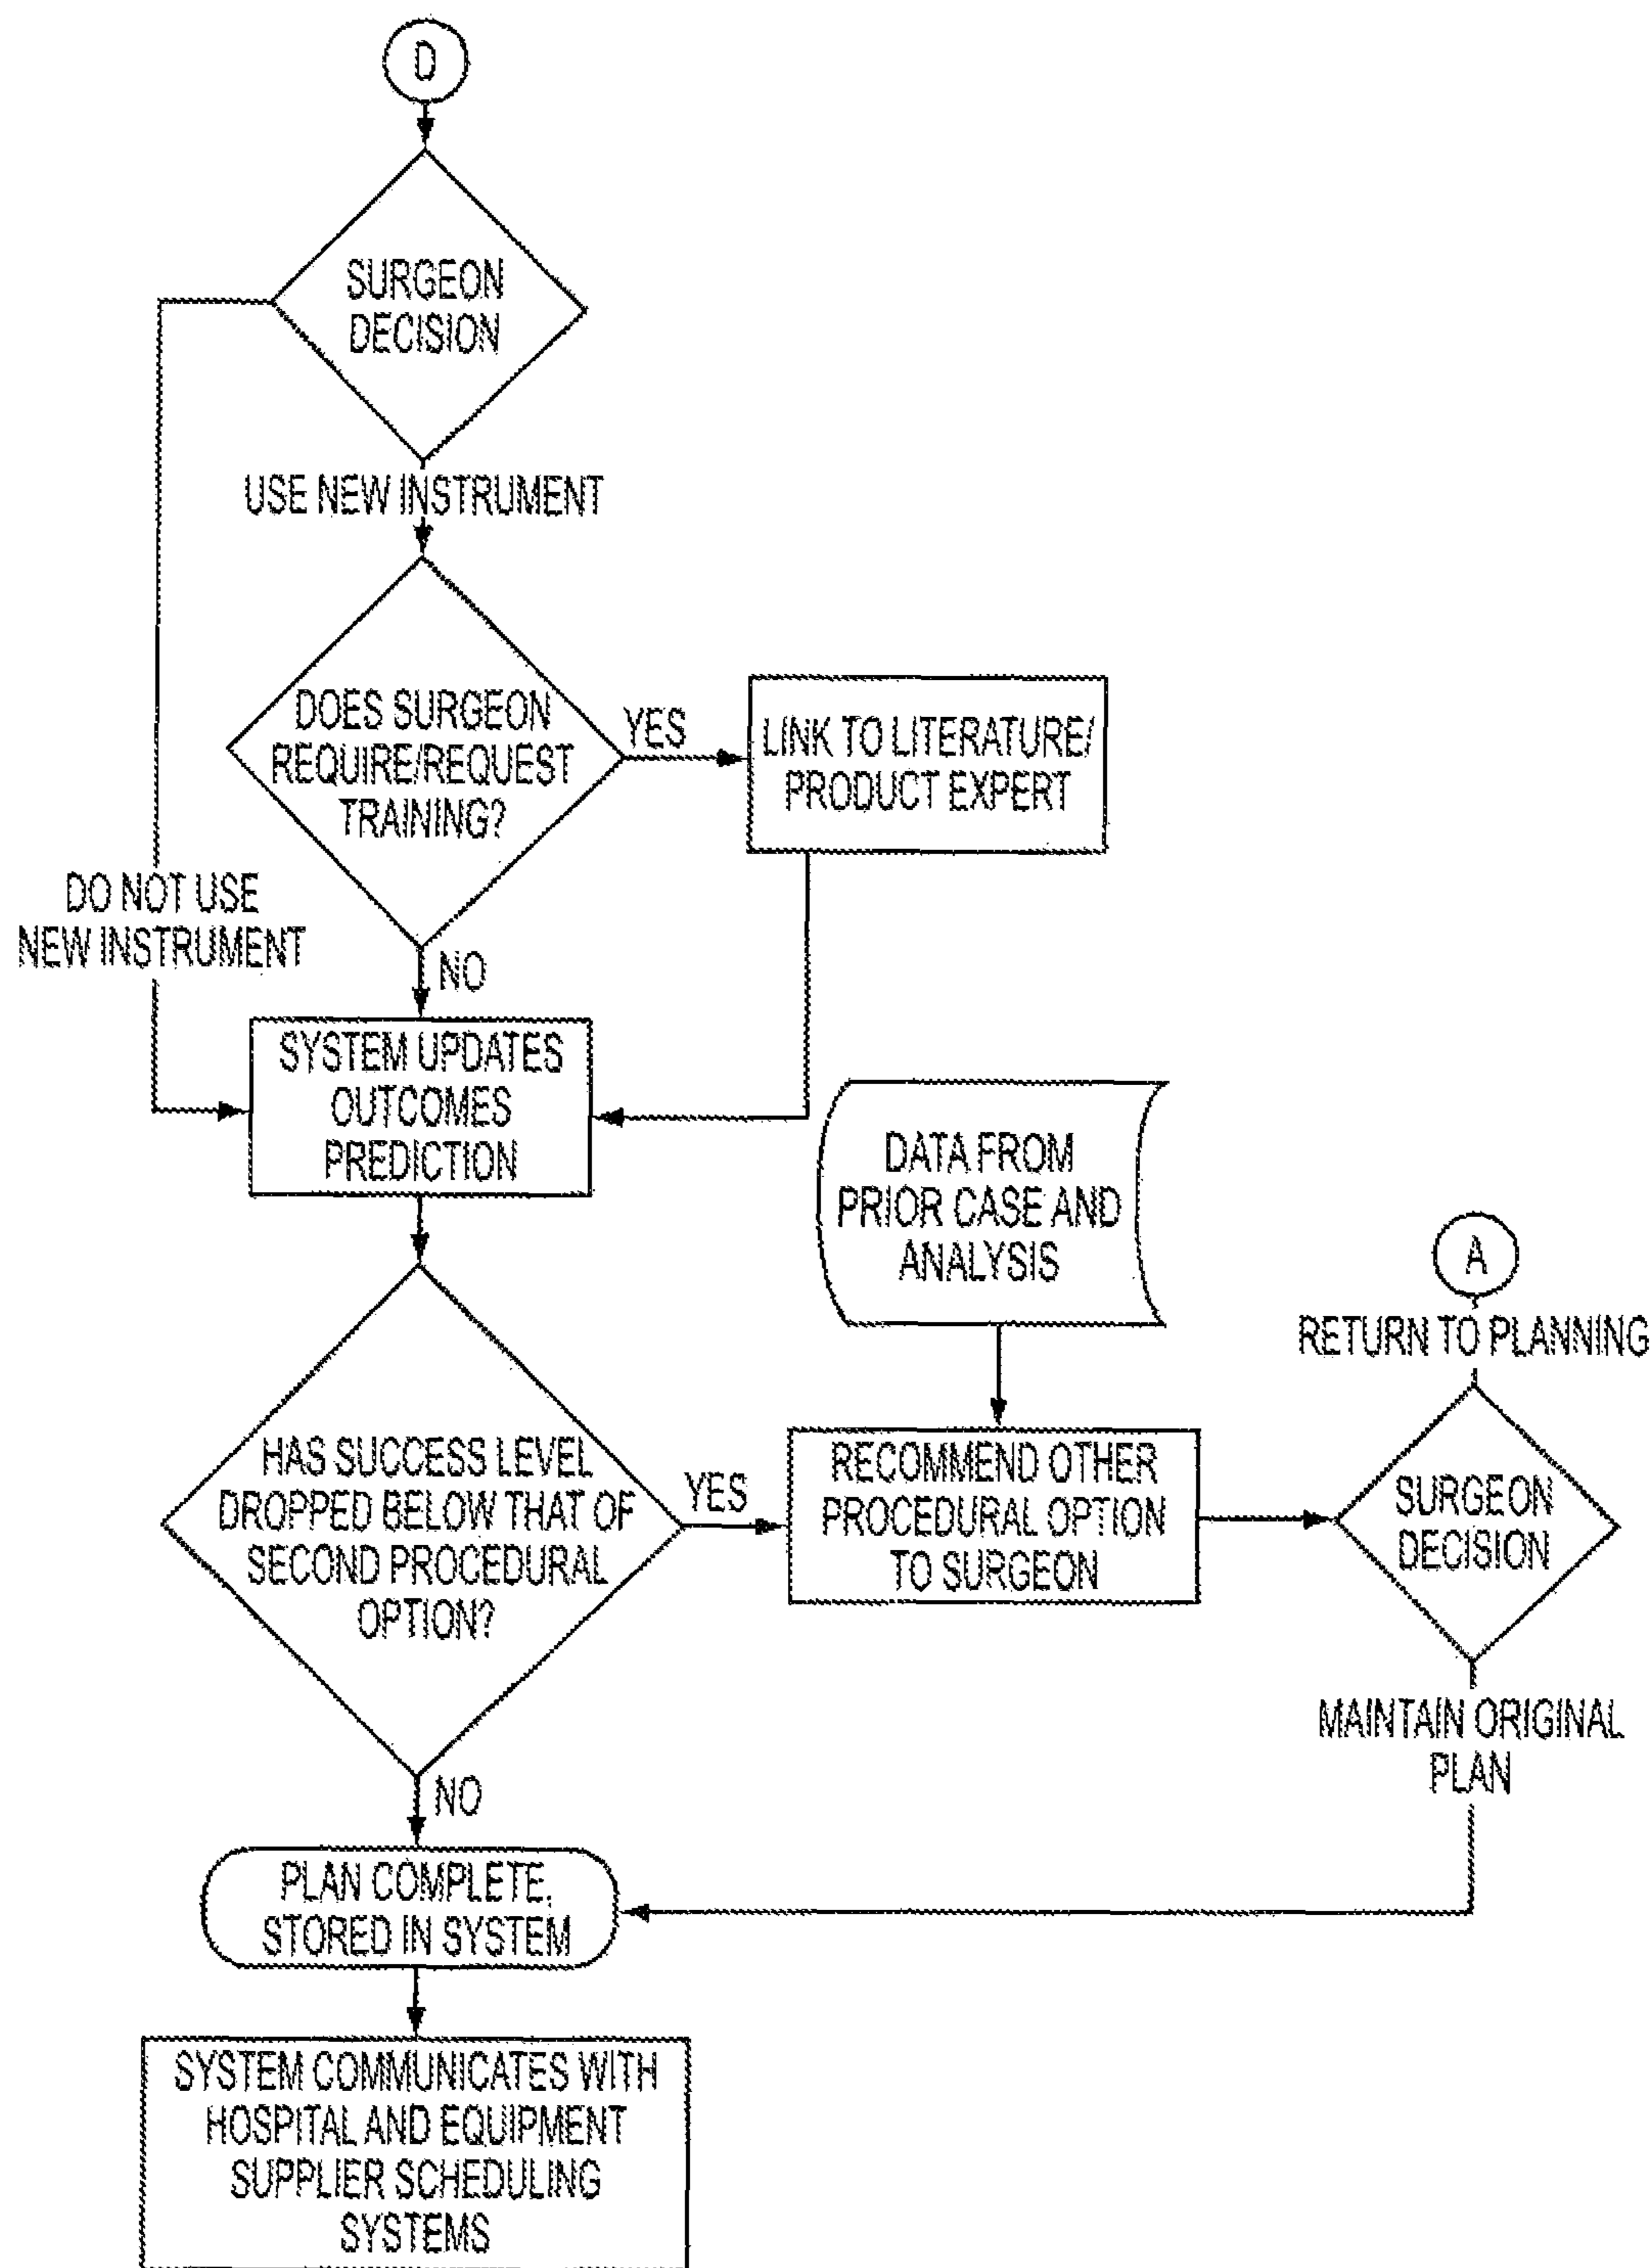 D
SURGEON
DECISION
USE NEW INSTRUMENT
DOES SURGEON
REQUIRE/REQUEST
TRAINING?
YES
LINK TO LITERATURE/
PRODUCT EXPERT
DO NOT USE
NEW INSTRUMENT
NO
SYSTEM UPDATES
OUTCOMES
PREDICTION
DATA FROM
PRIOR CASE AND
ANALYSIS
A
RETURN TO PLANNING
HAS SUCCESS LEVEL
DROPPED BELOW THAT OF
SECOND PROCEDURAL
OPTION?
YES
RECOMMEND OTHER
PROCEDURAL OPTION
TO SURGEON
SURGEON
DECISION
MAINTAIN ORIGINAL
PLAN
NO
PLAN COMPLETE,
STORED IN SYSTEM
SYSTEM COMMUNICATES WITH
HOSPITAL AND EQUIPMENT
SUPPLIER SCHEDULING
SYSTEMS